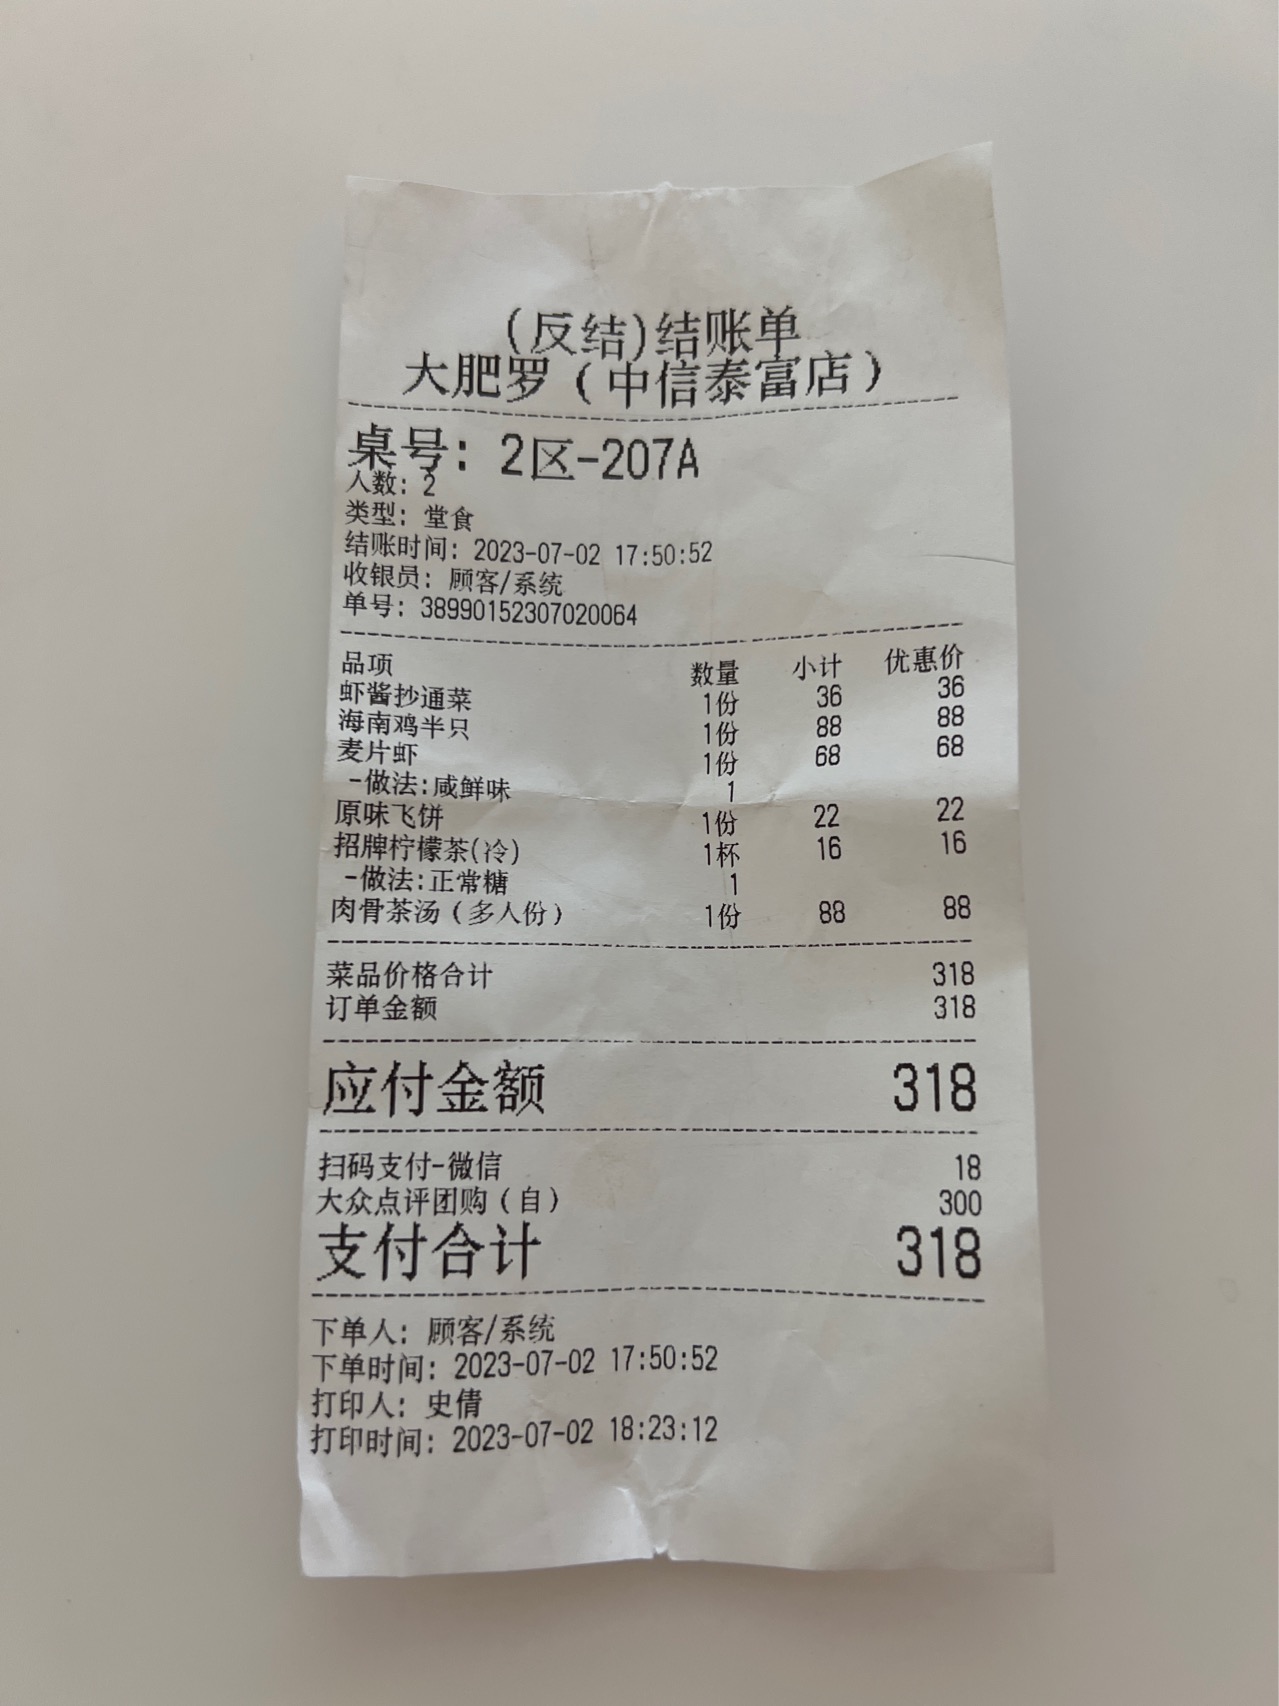 (反结)结账单
大肥罗（中信泰富店）
桌号: 2区-207A
人数: 2
类型: 堂食
结账时间: 2023-07-02 17:50:52
收银员: 顾客/系统
单号: 38990152307020064
品项 数量 小计 优惠价
虾酱抄通菜 1份 36 36
海南鸡半只 1份 88 88
麦片虾 1份 68 68
-做法:咸鲜味 1
原味飞饼 1份 22 22
招牌柠檬茶(冷) 1杯 16 16
-做法:正常糖 1
肉骨茶汤（多人份） 1份 88 88
菜品价格合计 318
订单金额 318
应付金额 318
扫码支付-微信 18
大众点评团购（自） 300
支付合计 318
下单人: 顾客/系统
下单时间: 2023-07-02 17:50:52
打印人: 史倩
打印时间: 2023-07-02 18:23:12